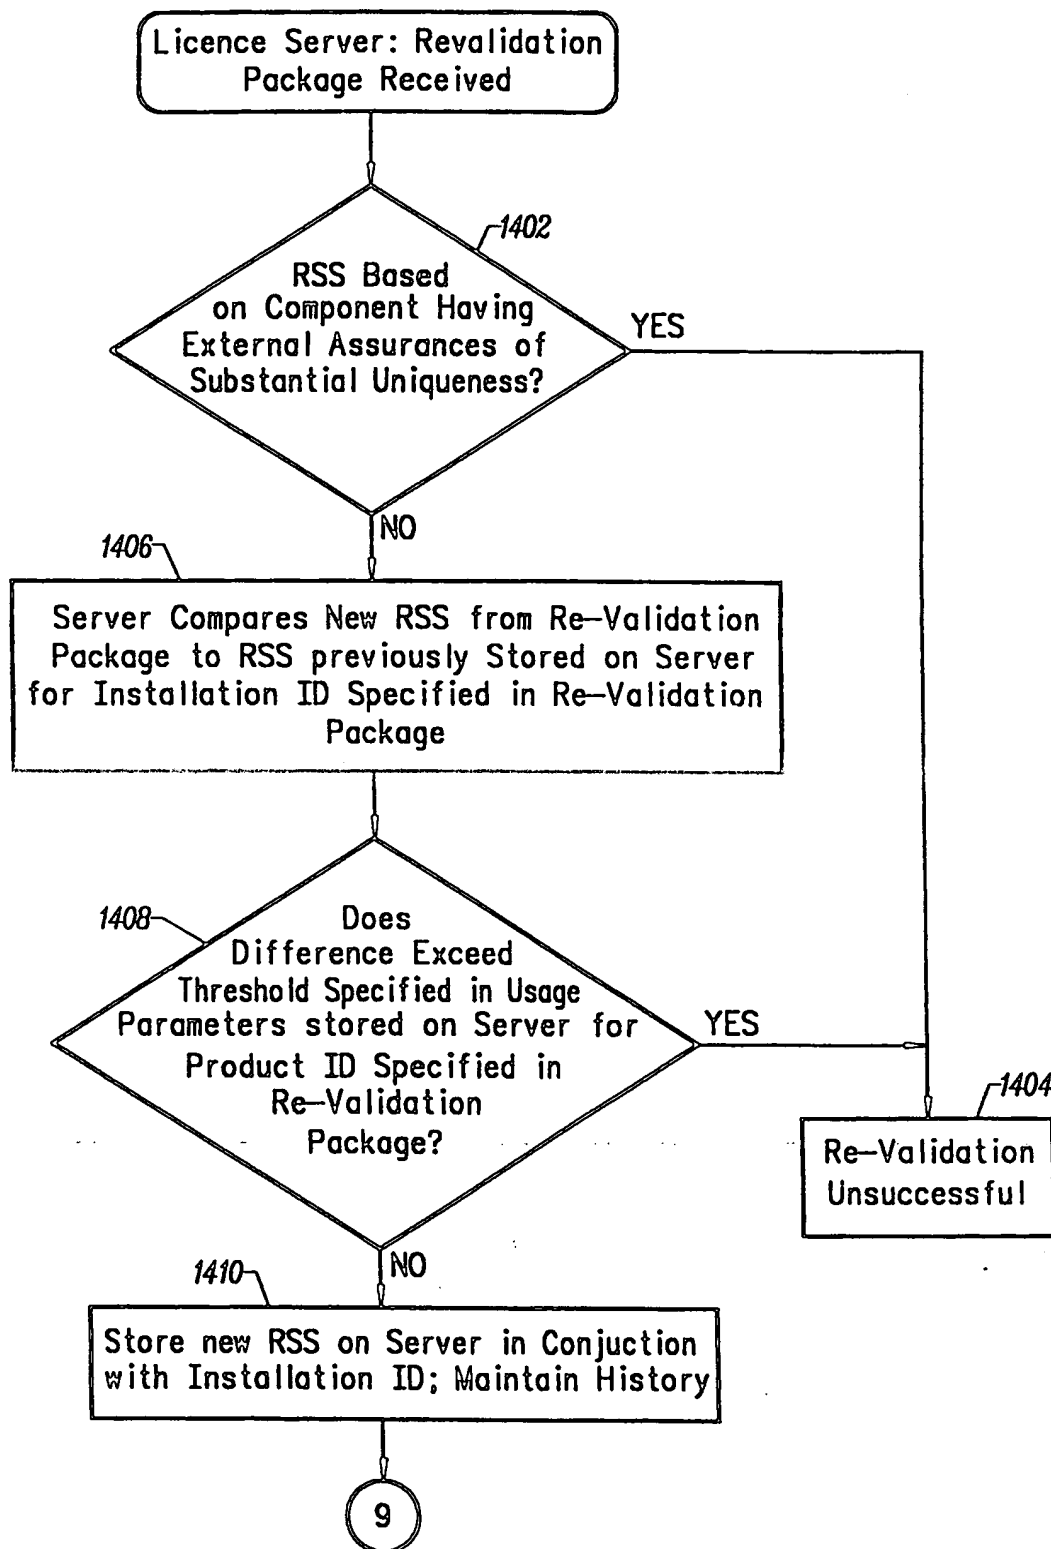 Licence Server: Revalidation
Package Received
1402
RSS Based
on Component Having
External Assurances of
Substantial Uniqueness?
YES
NO
1406
Server Compares New RSS from Re-Validation
Package to RSS previously Stored on Server
for Installation ID Specified in Re-Validation
Package
1408
Does
Difference Exceed
Threshold Specified in Usage
Parameters stored on Server for
Product ID Specified in
Re-Validation
Package?
YES
1404
Re-Validation
Unsuccessful
NO
1410
Store new RSS on Server in Conjuction
with Installation ID; Maintain History
9